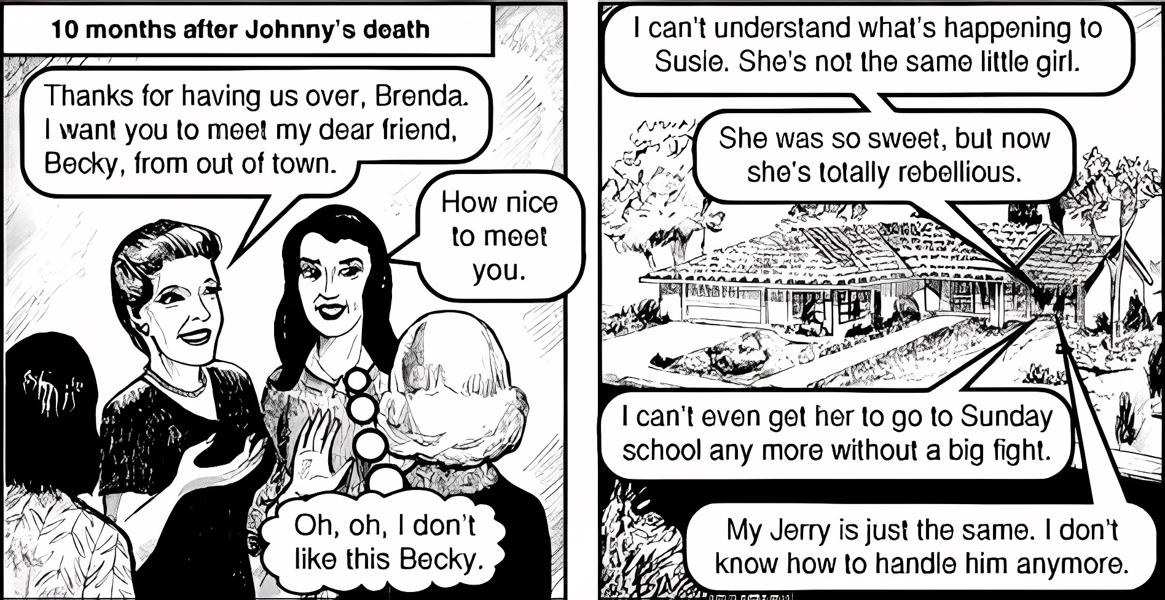 10 months after Johnny's death
Thanks for having us over, Brenda.
I want you to meet my dear friend,
Becky, from out of town.
How nice
to meet
you.
Oh, oh, I don't
like this Becky.
I can't understand what's happening to
Susie. She's not the same little girl.
She was so sweet, but now
she's totally rebellious.
I can't even get her to go to Sunday
school any more without a big fight.
My Jerry is just the same. I don't
know how to handle him anymore.